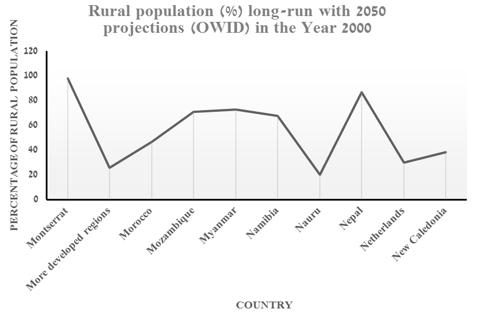 Rural population (%) long-run with 2050
projections (OWID) in the Year 2000
PERCENTAGE OF RURAL POPULATION
120
100
80
60
40
20
0
Montserrat
More developed regions
Morocco
Mozambique
Myanmar
Namibia
Nauru
Nepal
Netherlands
New Caledonia
COUNTRY